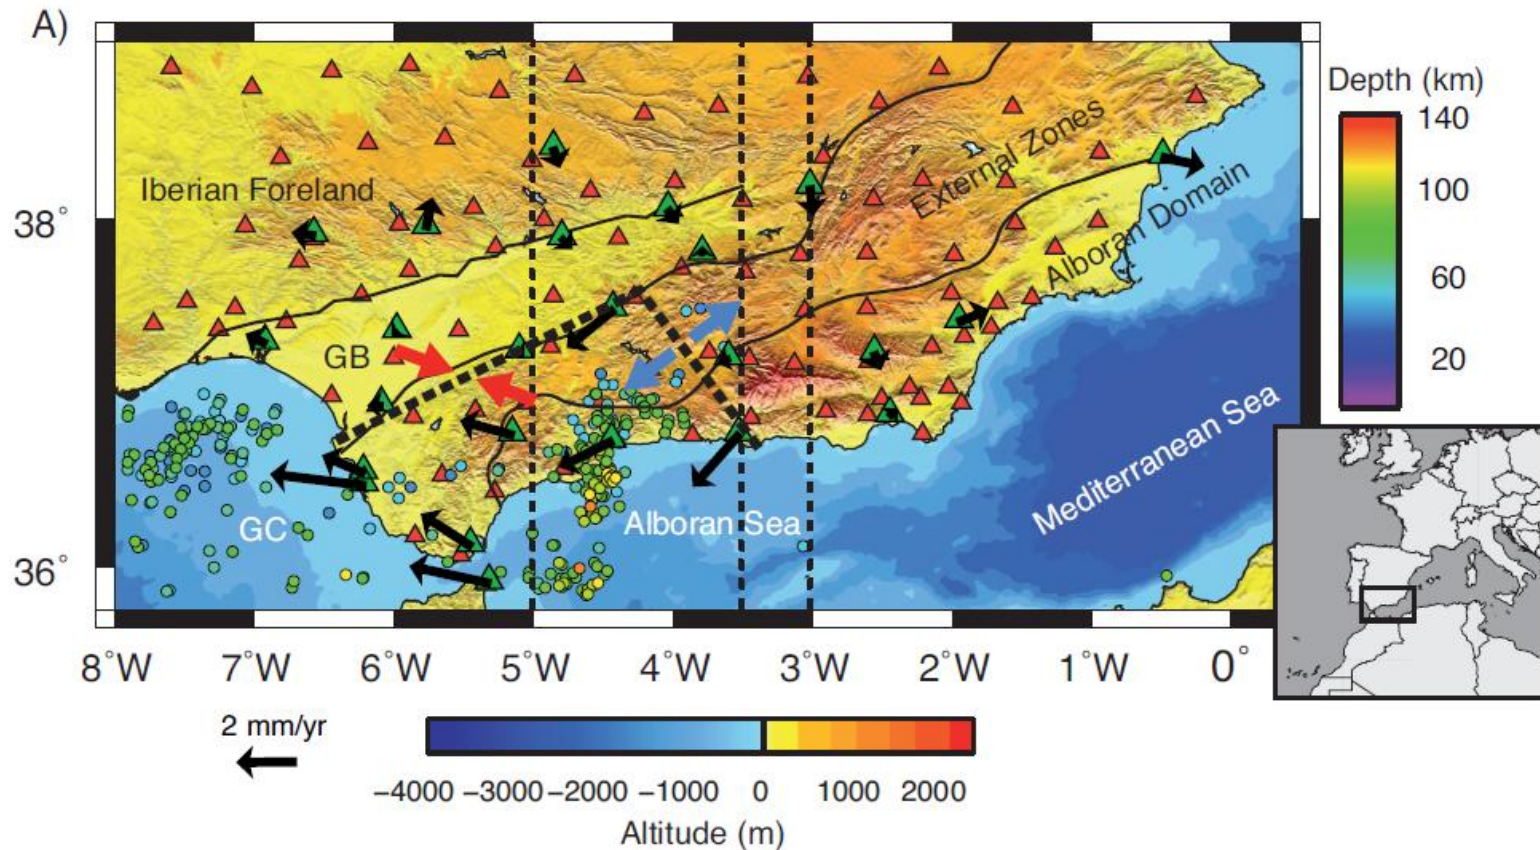 A)
Depth (km)
140
100
60
20
Iberian Foreland
External Zones
Alboran Domain
38°
GB
Mediterranean Sea
GC
Alboran Sea
36°
8°W 7°W 6°W 5°W 4°W 3°W 2°W 1°W 0°
2 mm/yr
−4000 −3000 −2000 −1000 0 1000 2000
Altitude (m)